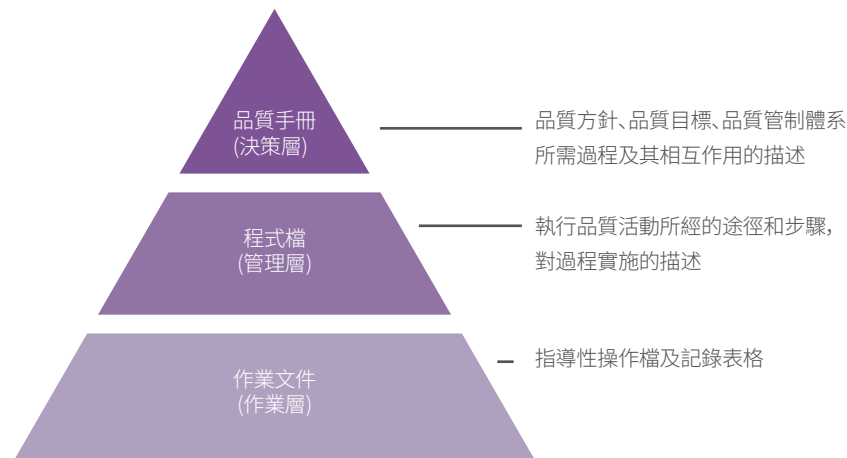 品質手冊
(決策層)
品質方針、品質目標、品質管制體系
所需過程及其相互作用的描述
程式檔
(管理層)
執行品質活動所經的途徑和步驟,
對過程實施的描述
作業文件
(作業層)
指導性操作檔及記錄表格